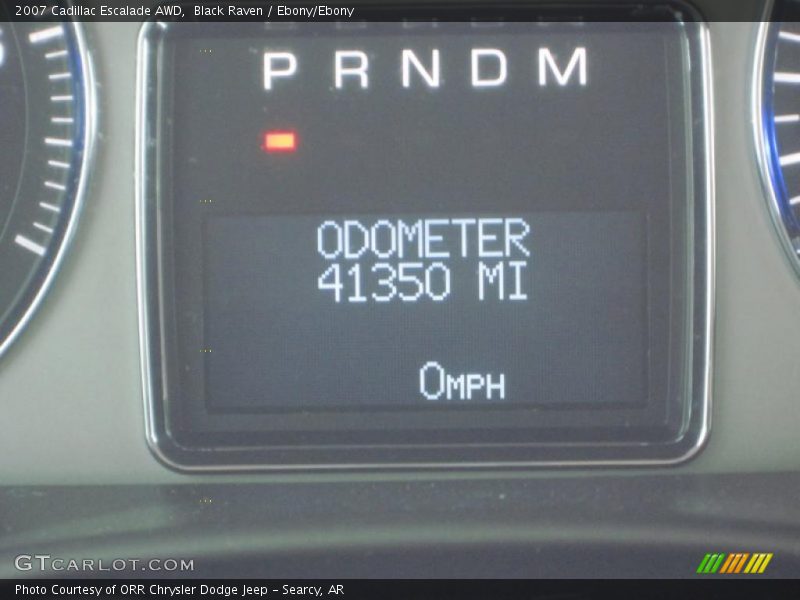 2007 Cadillac Escalade AWD, Black Raven / Ebony/Ebony
P R N D M
ODOMETER
41350 MI
0MPH
GTCARLOT.COM
Photo Courtesy of ORR Chrysler Dodge Jeep - Searcy, AR